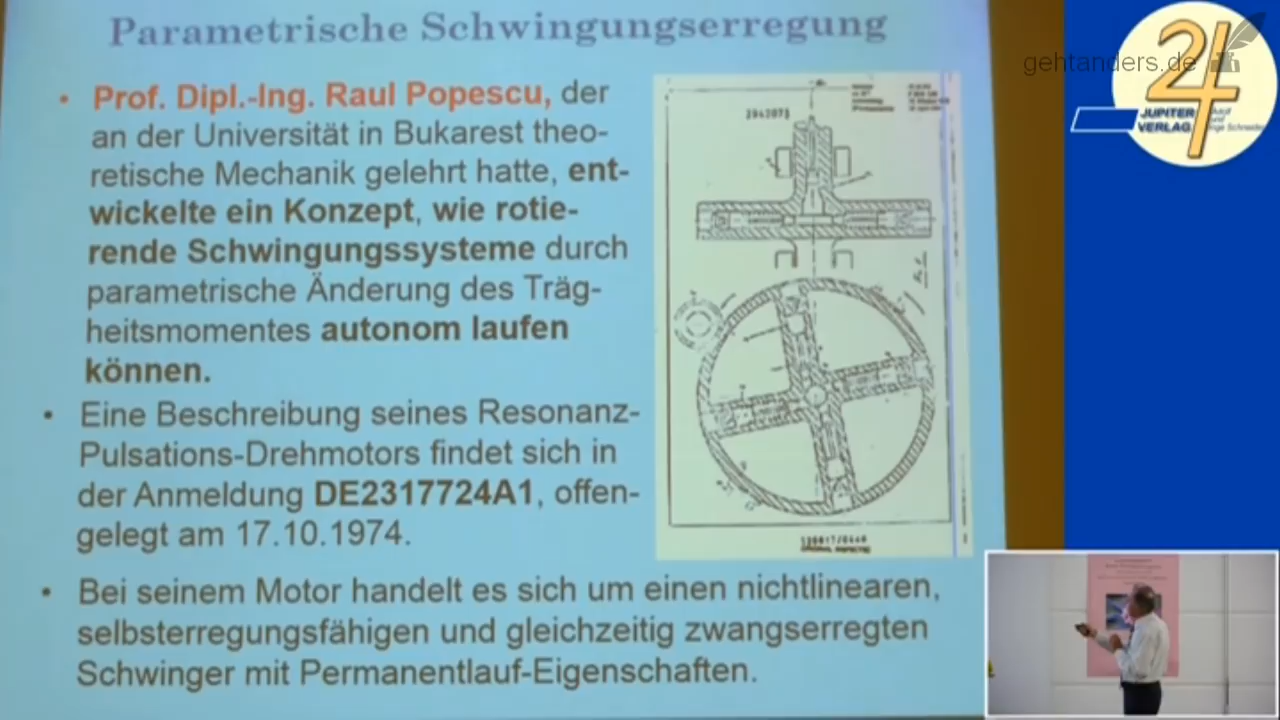 Parametrische Schwingungserregung
• Prof. Dipl.-Ing. Raul Popescu, der
an der Universität in Bukarest theo-
retische Mechanik gelehrt hatte, ent-
wickelte ein Konzept, wie rotie-
rende Schwingungssysteme durch
parametrische Änderung des Träg-
heitsmomentes autonom laufen
können.
• Eine Beschreibung seines Resonanz-
Pulsations-Drehmotors findet sich in
der Anmeldung DE2317724A1, offen-
gelegt am 17.10.1974.
• Bei seinem Motor handelt es sich um einen nichtlinearen,
selbsterregungsfähigen und gleichzeitig zwangserregten
Schwinger mit Permanentlauf-Eigenschaften.
gehtanders.de
JUPITER
VERLAG